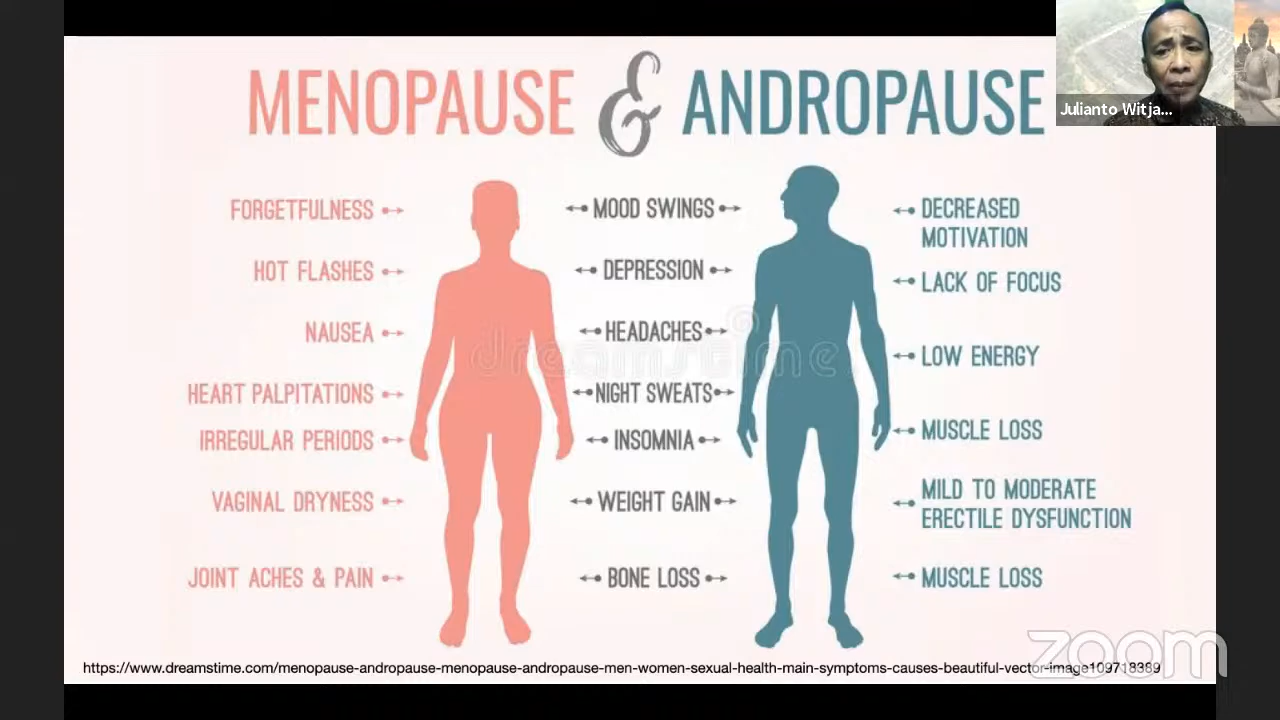 MENOPAUSE & ANDROPAUSE
Julianto Witja...
FORGETFULNESS
HOT FLASHES
NAUSEA
HEART PALPITATIONS
IRREGULAR PERIODS
VAGINAL DRYNESS
JOINT ACHES & PAIN
MOOD SWINGS
DEPRESSION
HEADACHES
NIGHT SWEATS
INSOMNIA
WEIGHT GAIN
BONE LOSS
DECREASED
MOTIVATION
LACK OF FOCUS
LOW ENERGY
MUSCLE LOSS
MILD TO MODERATE
ERECTILE DYSFUNCTION
MUSCLE LOSS
dreamstime
zoom
https://www.dreamstime.com/menopause-andropause-menopause-andropause-men-women-sexual-health-main-symptoms-causes-beautiful-vector-image109718389